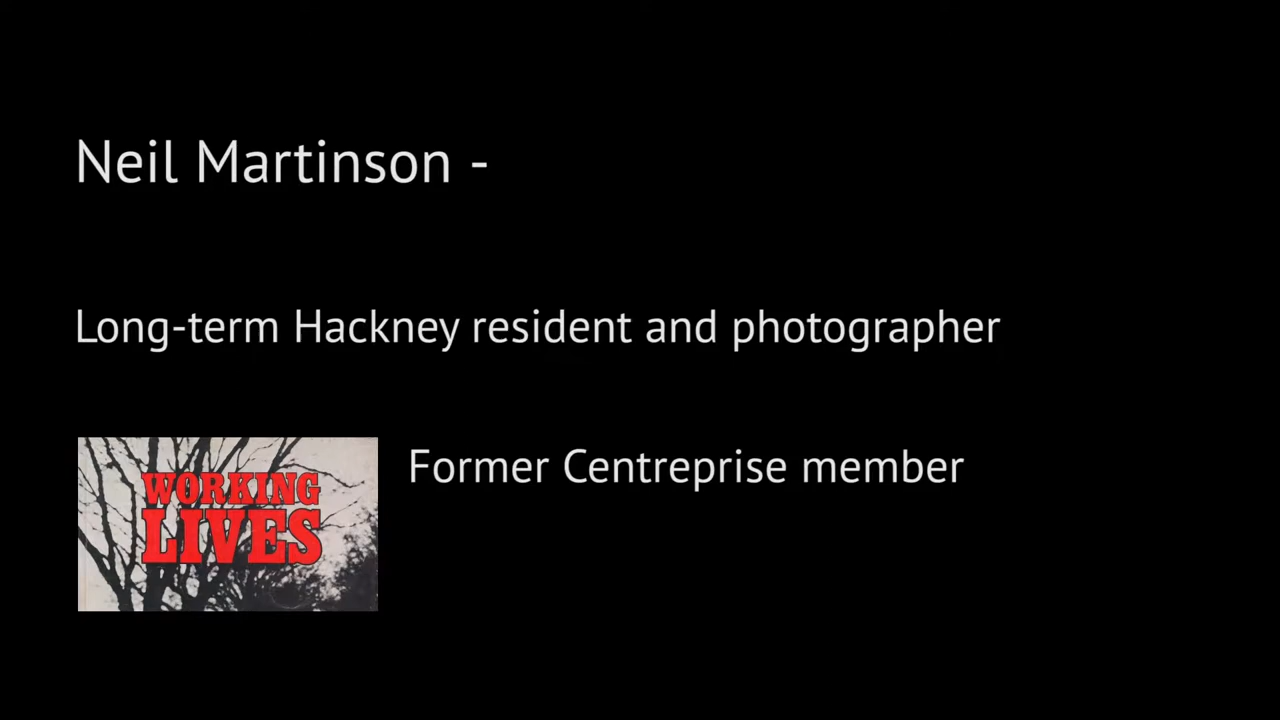 Neil Martinson -
Long-term Hackney resident and photographer
WORKING
LIVES
Former Centreprise member